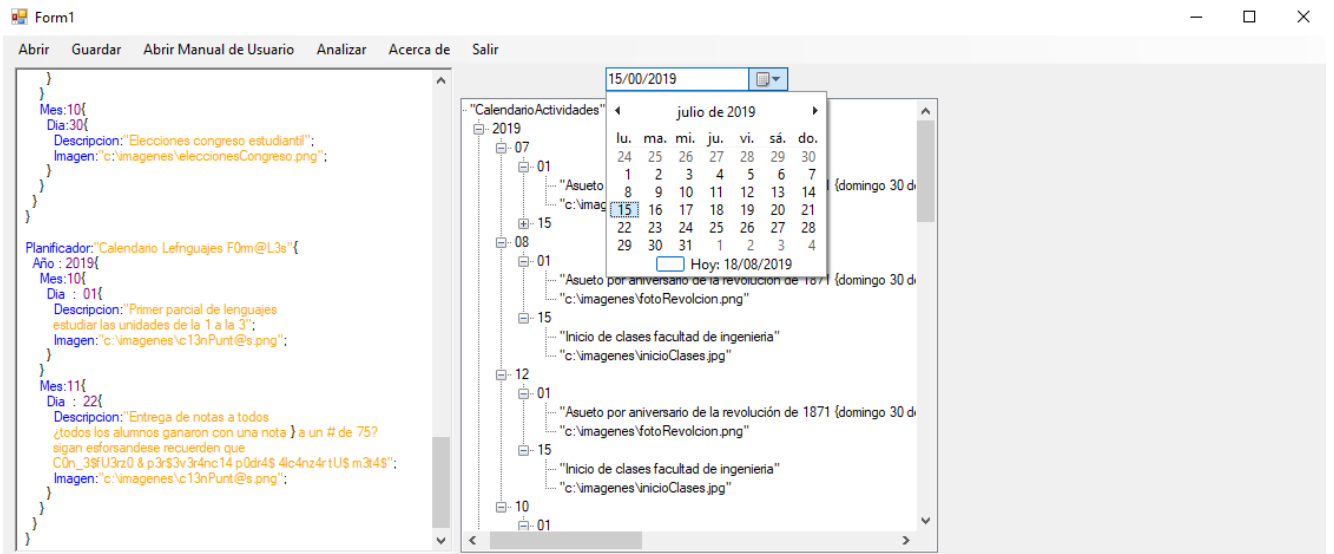 Form1
Abrir Guardar Abrir Manual de Usuario Analizar Acerca de Salir
}
}
Mes:10{
Dia:30{
Descripcion:"Elecciones congreso estudiantil";
Imagen:"c:\imagenes\eleccionesCongreso.png";
}
}
}
}
Planificador:"Calendario Lefnguajes F0rm@L3s"{
Año : 2019{
Mes:10{
Dia : 01{
Descripcion:"Primer parcial de lenguajes
estudiar las unidades de la 1 a la 3";
Imagen:"c:\imagenes\c13nPunt@s.png";
}
}
Mes:11{
Dia : 22{
Descripcion:"Entrega de notas a todos
¿todos los alumnos ganaron con una nota } a un # de 75?
sigan esforsandese recuerden que
C0n_3$fU3rz0 & p3r$3v3r4nc14 p0dr4$ 4lc4nz4r tU$ m3t4$";
Imagen:"c:\imagenes\c13nPunt@s.png";
}
}
}
}
15/00/2019
julio de 2019
lu. ma. mi. ju. vi. sá. do.
24 25 26 27 28 29 30
1 2 3 4 5 6 7
8 9 10 11 12 13 14
15 16 17 18 19 20 21
22 23 24 25 26 27 28
29 30 31 1 2 3 4
Hoy: 18/08/2019
"CalendarioActividades"
2019
07
01
"Asueto {domingo 30 d
"c:\imag
15
08
01
"Asueto por aniversario de la revolución de 1871 {domingo 30 d
"c:\imagenes\fotoRevolcion.png"
15
"Inicio de clases facultad de ingenieria"
"c:\imagenes\inicioClases.jpg"
12
01
"Asueto por aniversario de la revolución de 1871 {domingo 30 d
"c:\imagenes\fotoRevolcion.png"
15
"Inicio de clases facultad de ingenieria"
"c:\imagenes\inicioClases.jpg"
10
01